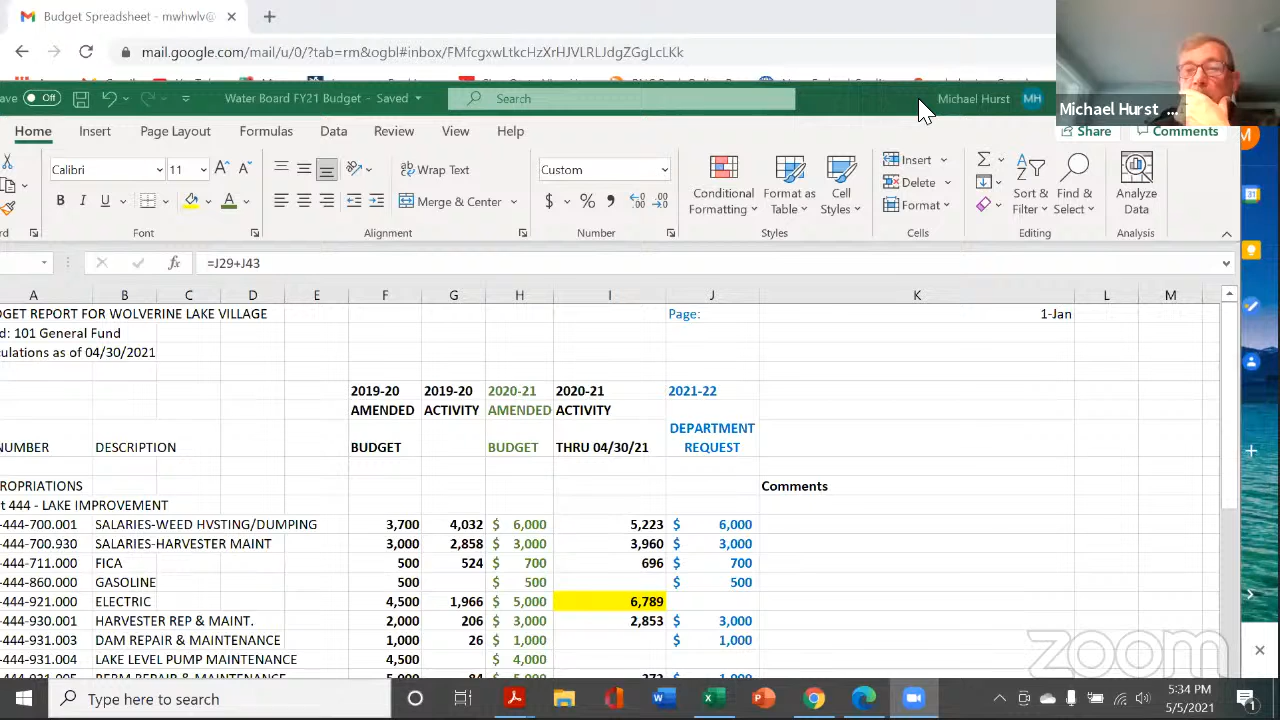 Budget Spreadsheet - mwhwlv@
mail.google.com/mail/u/0/?tab=rm&ogbl#inbox/FMfcgxwLtkcHzXrHJVLRLJdgZGgLcLKk
ave Off Water Board FY21 Budget - Saved Search Michael Hurst MH
Michael Hurst ...
Home Insert Page Layout Formulas Data Review View Help Share Comments
Calibri 11 Wrap Text Custom Insert
B I U Merge & Center $ % Conditional Formatting Format as Table Cell Styles Delete Format Sort & Filter Find & Select Analyze Data
Font Alignment Number Styles Cells Editing Analysis
fx =J29+J43
A B C D E F G H I J K L M
DGET REPORT FOR WOLVERINE LAKE VILLAGE Page: 1-Jan
d: 101 General Fund
ulations as of 04/30/2021
2019-20 2019-20 2020-21 2020-21 2021-22
AMENDED ACTIVITY AMENDED ACTIVITY
DEPARTMENT
NUMBER DESCRIPTION BUDGET BUDGET THRU 04/30/21 REQUEST
ROPRIATIONS Comments
t 444 - LAKE IMPROVEMENT
-444-700.001 SALARIES-WEED HVSTING/DUMPING 3,700 4,032 $ 6,000 5,223 $ 6,000
-444-700.930 SALARIES-HARVESTER MAINT 3,000 2,858 $ 3,000 3,960 $ 3,000
-444-711.000 FICA 500 524 $ 700 696 $ 700
-444-860.000 GASOLINE 500 $ 500 $ 500
-444-921.000 ELECTRIC 4,500 1,966 $ 5,000 6,789
-444-930.001 HARVESTER REP & MAINT. 2,000 206 $ 3,000 2,853 $ 3,000
-444-931.003 DAM REPAIR & MAINTENANCE 1,000 26 $ 1,000 $ 1,000
-444-931.004 LAKE LEVEL PUMP MAINTENANCE 4,500 $ 4,000
zoom
Type here to search
5:34 PM
5/5/2021